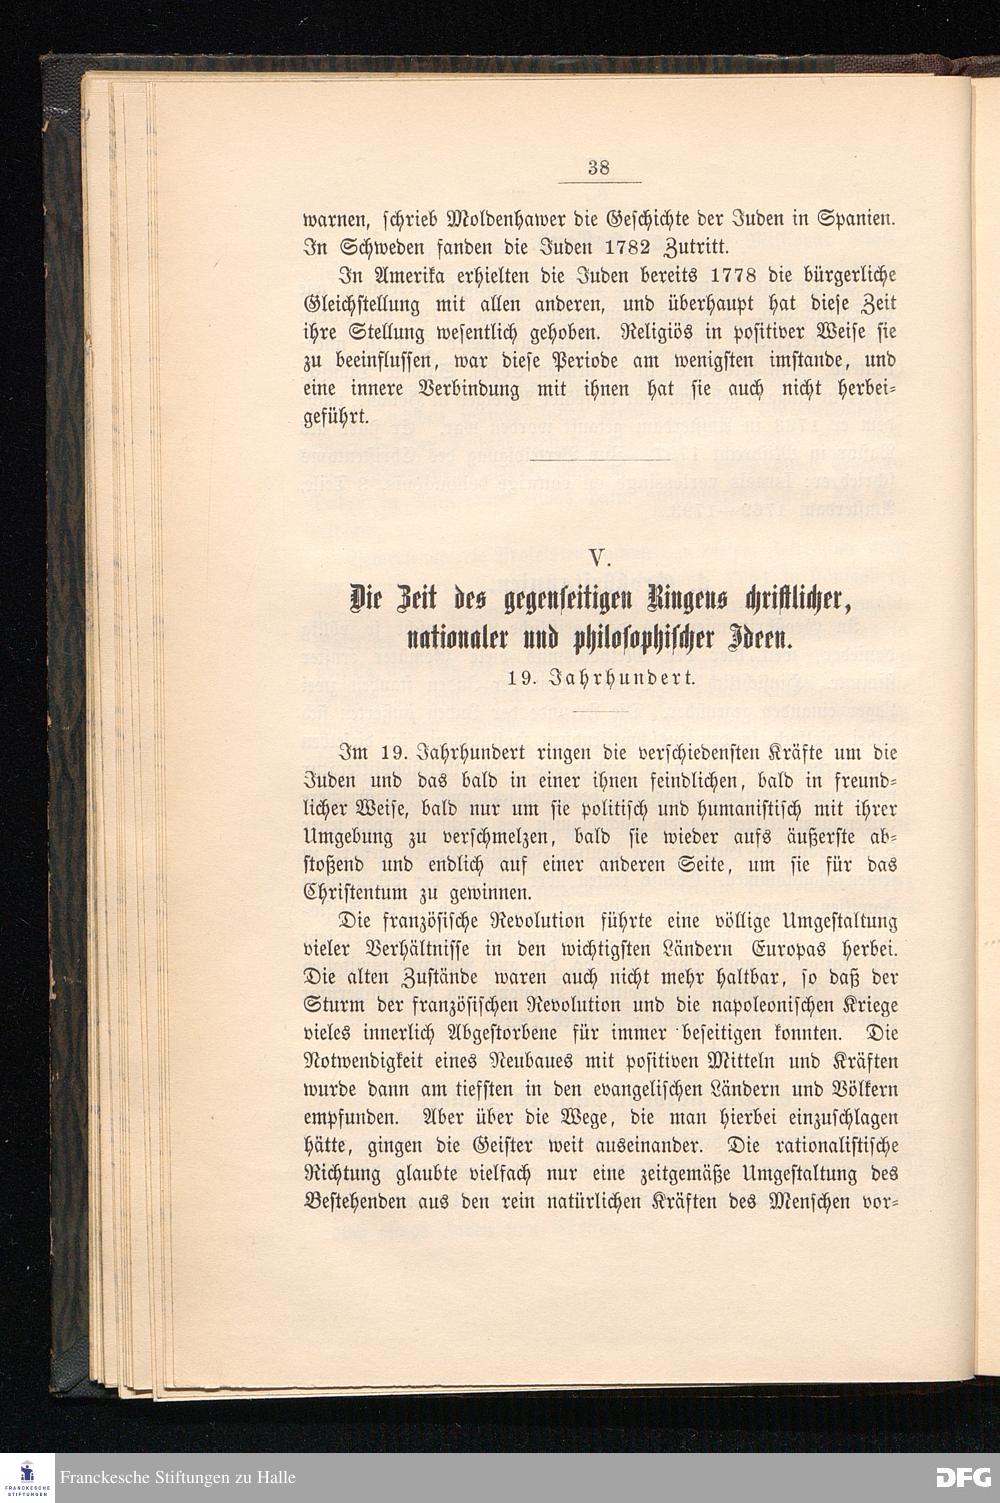 38
warnen, schrieb Moldenhawer die Geschichte der Juden in Spanien.
In Schweden fanden die Juden 1782 Zutritt.
In Amerika erhielten die Juden bereits 1778 die bürgerliche
Gleichstellung mit allen anderen, und überhaupt hat diese Zeit
ihre Stellung wesentlich gehoben. Religiös in positiver Weise sie
zu beeinflussen, war diese Periode am wenigsten imstande, und
eine innere Verbindung mit ihnen hat sie auch nicht herbei-
geführt.
V.
Die Zeit des gegenseitigen Ringens christlicher,
nationaler und philosophischer Ideen.
19. Jahrhundert.
Im 19. Jahrhundert ringen die verschiedensten Kräfte um die
Juden und das bald in einer ihnen feindlichen, bald in freund-
licher Weise, bald nur um sie politisch und humanistisch mit ihrer
Umgebung zu verschmelzen, bald sie wieder aufs äußerste ab-
stoßend und endlich auf einer anderen Seite, um sie für das
Christentum zu gewinnen.
Die französische Revolution führte eine völlige Umgestaltung
vieler Verhältnisse in den wichtigsten Ländern Europas herbei.
Die alten Zustände waren auch nicht mehr haltbar, so daß der
Sturm der französischen Revolution und die napoleonischen Kriege
vieles innerlich Abgestorbene für immer beseitigen konnten. Die
Notwendigkeit eines Neubaues mit positiven Mitteln und Kräften
wurde dann am tiefsten in den evangelischen Ländern und Völkern
empfunden. Aber über die Wege, die man hierbei einzuschlagen
hätte, gingen die Geister weit auseinander. Die rationalistische
Richtung glaubte vielfach nur eine zeitgemäße Umgestaltung des
Bestehenden aus den rein natürlichen Kräften des Menschen vor-
FRANCKESCHE
STIFTUNGEN
Franckesche Stiftungen zu Halle
DFG